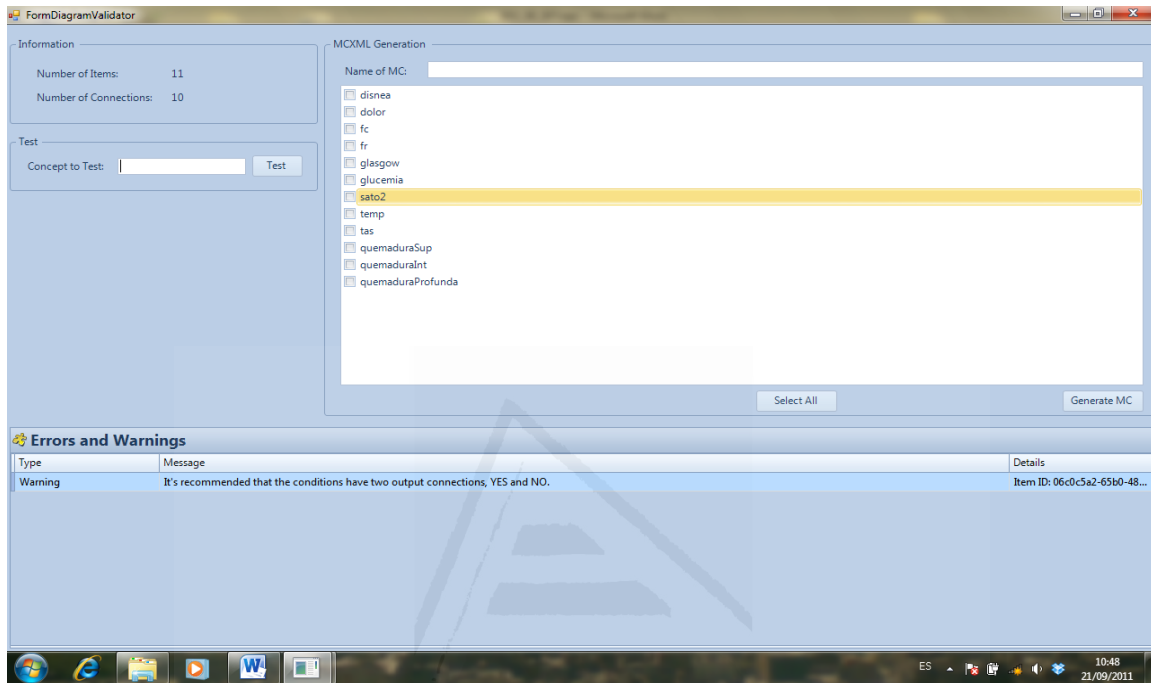 FormDiagramValidator
Information
Number of Items: 11
Number of Connections: 10
Test
Concept to Test:
Test
MCXML Generation
Name of MC:
disnea
dolor
fc
fr
glasgow
glucemia
sato2
temp
tas
quemaduraSup
quemaduraInt
quemaduraProfunda
Select All
Generate MC
Errors and Warnings
Type Message Details
Warning It's recommended that the conditions have two output connections, YES and NO. Item ID: 06c0c5a2-65b0-48...
ES
10:48
21/09/2011